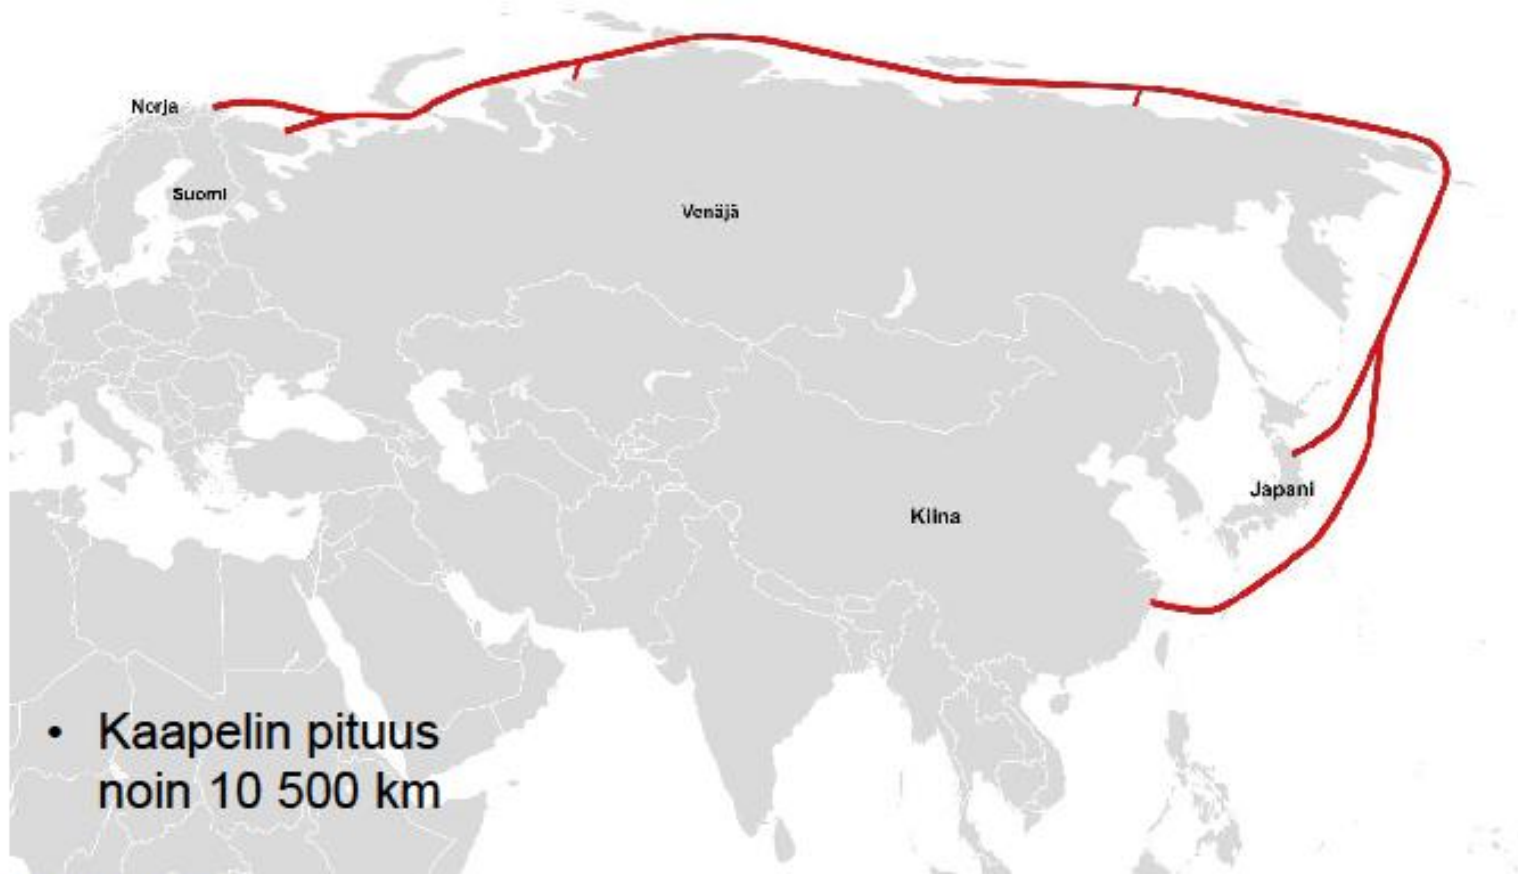 Norja
Suomi
Venäjä
Kiina
Japani
• Kaapelin pituus
noin 10 500 km